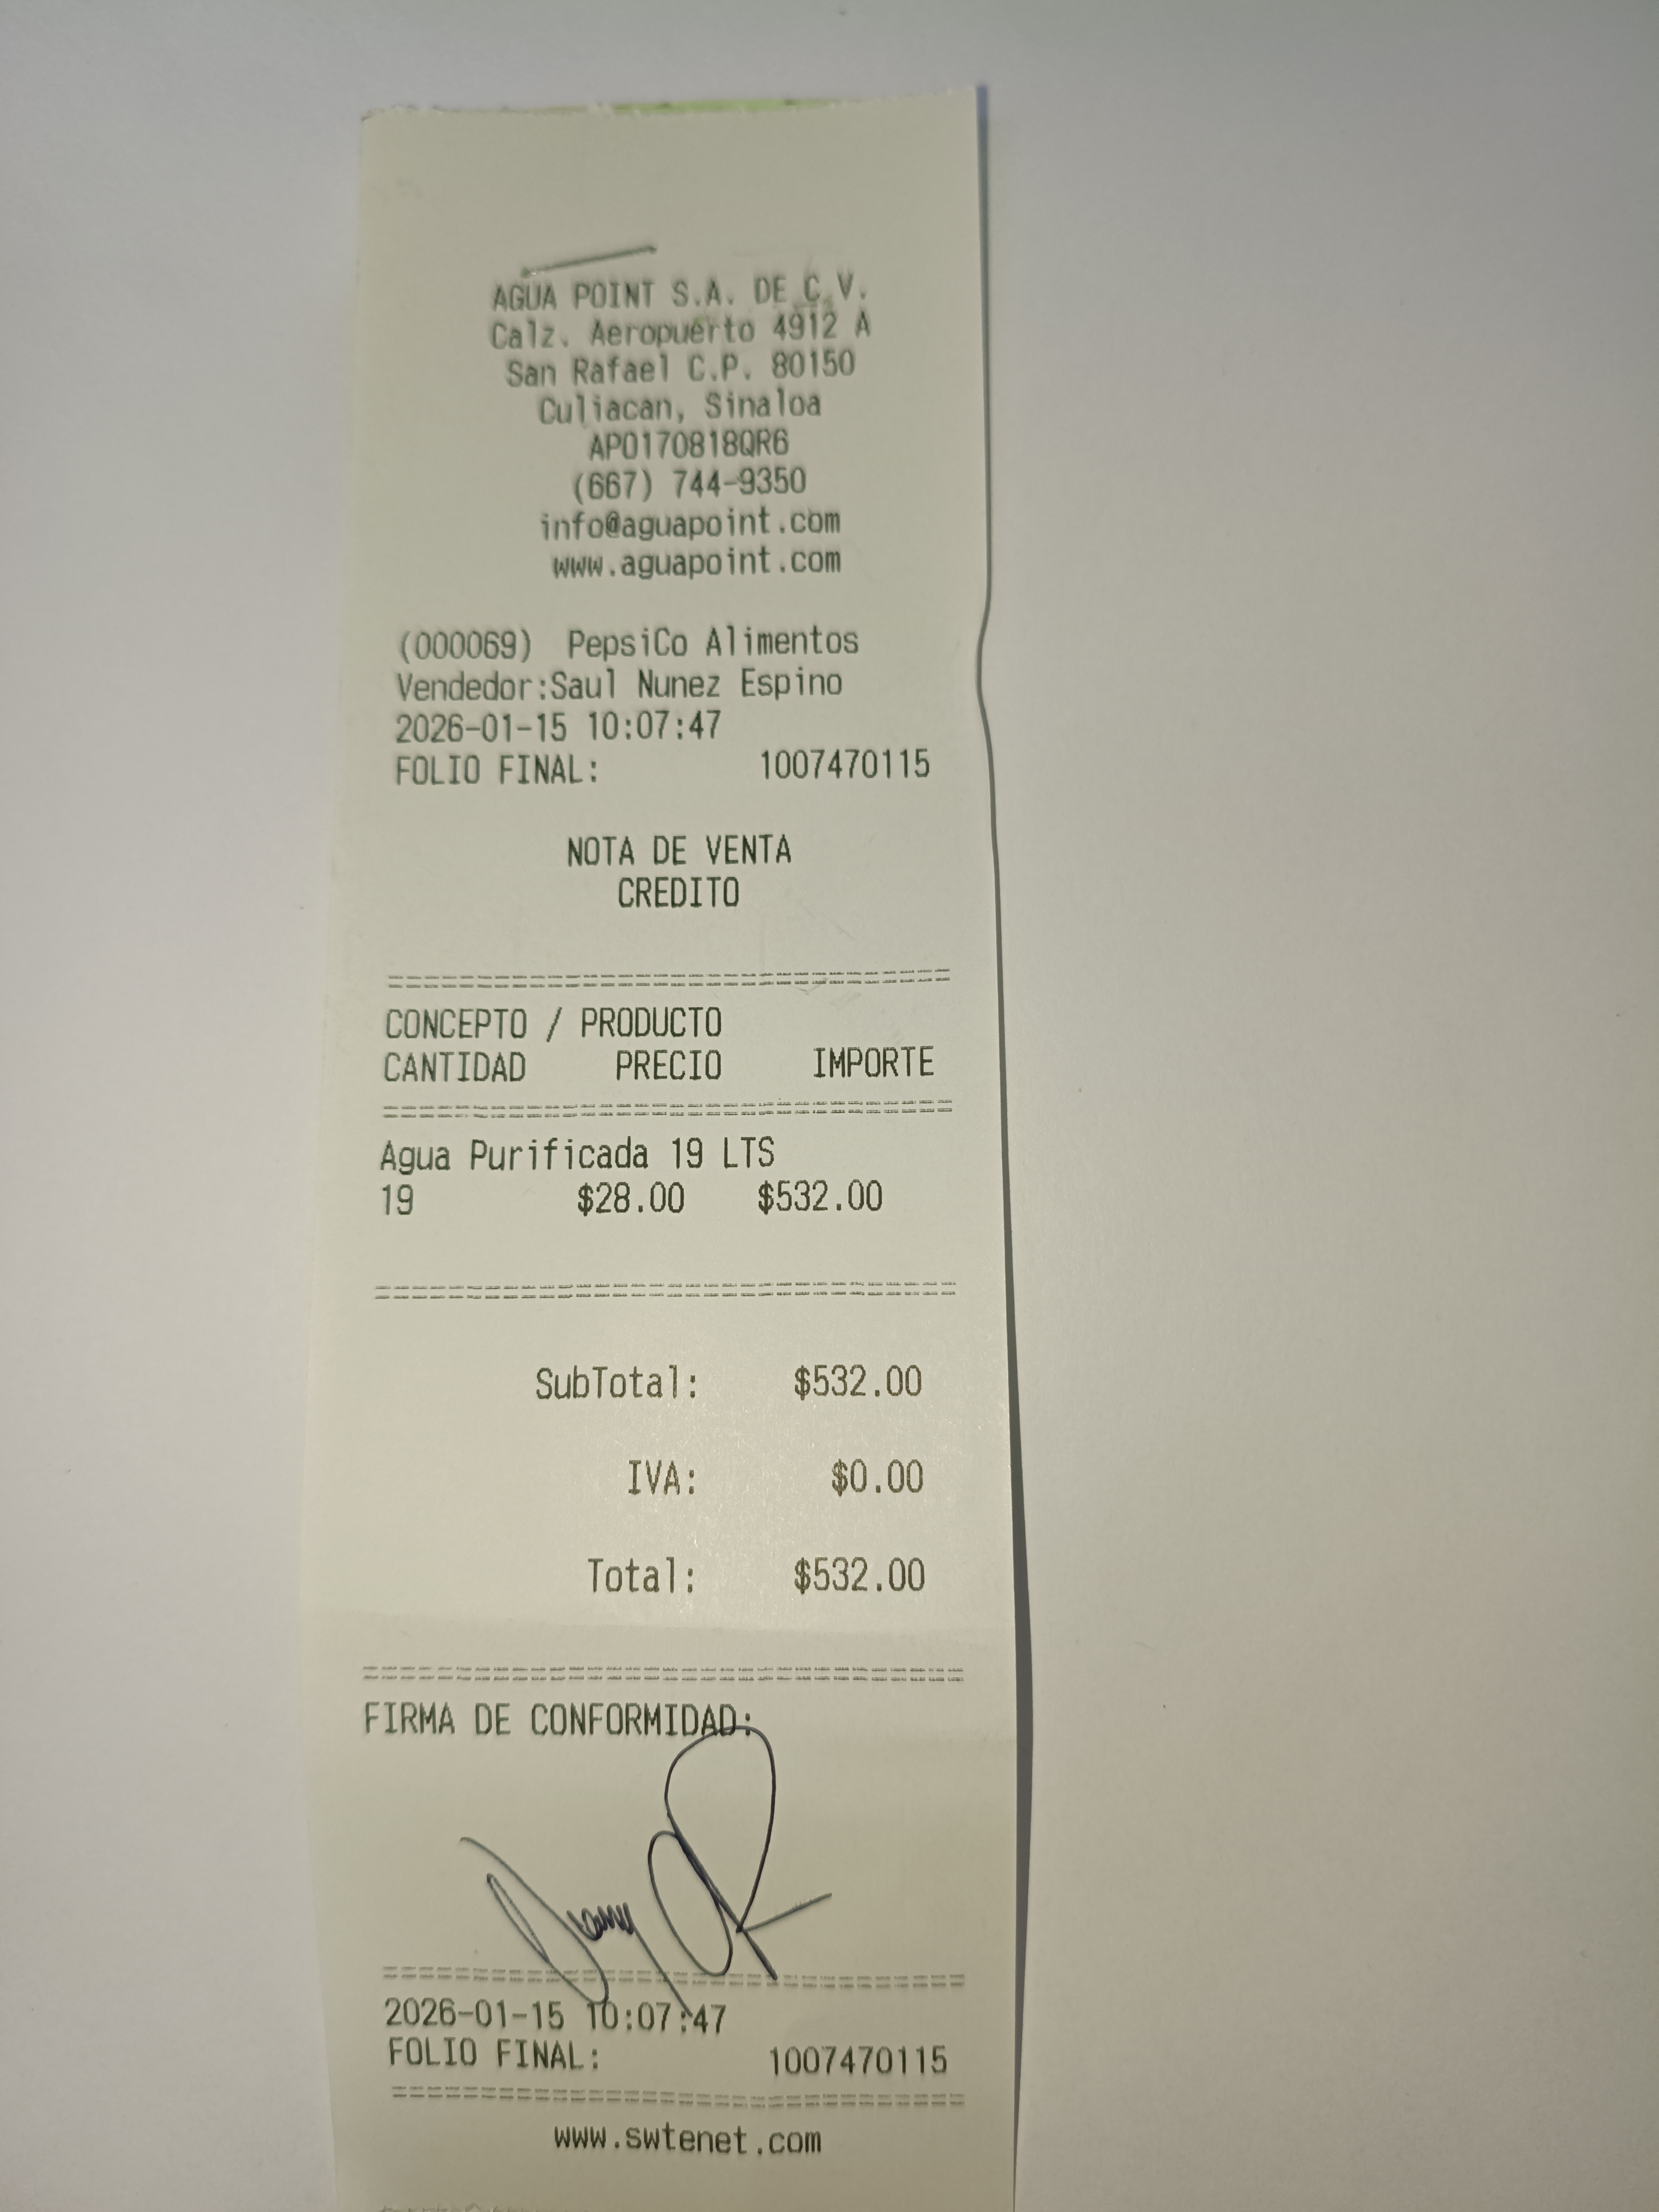 AGUA POINT S.A. DE C.V.
Calz. Aeropuerto 4912 A
San Rafael C.P. 80150
Culiacan, Sinaloa
APO170818QR6
(667) 744-9350
info@aguapoint.com
www.aguapoint.com
(000069) PepsiCo Alimentos
Vendedor:Saul Nunez Espino
2026-01-15 10:07:47
FOLIO FINAL: 1007470115
NOTA DE VENTA
CREDITO
CONCEPTO / PRODUCTO
CANTIDAD PRECIO IMPORTE
Agua Purificada 19 LTS
19 $28.00 $532.00
SubTotal: $532.00
IVA: $0.00
Total: $532.00
FIRMA DE CONFORMIDAD:
2026-01-15 10:07:47
FOLIO FINAL: 1007470115
www.swtenet.com